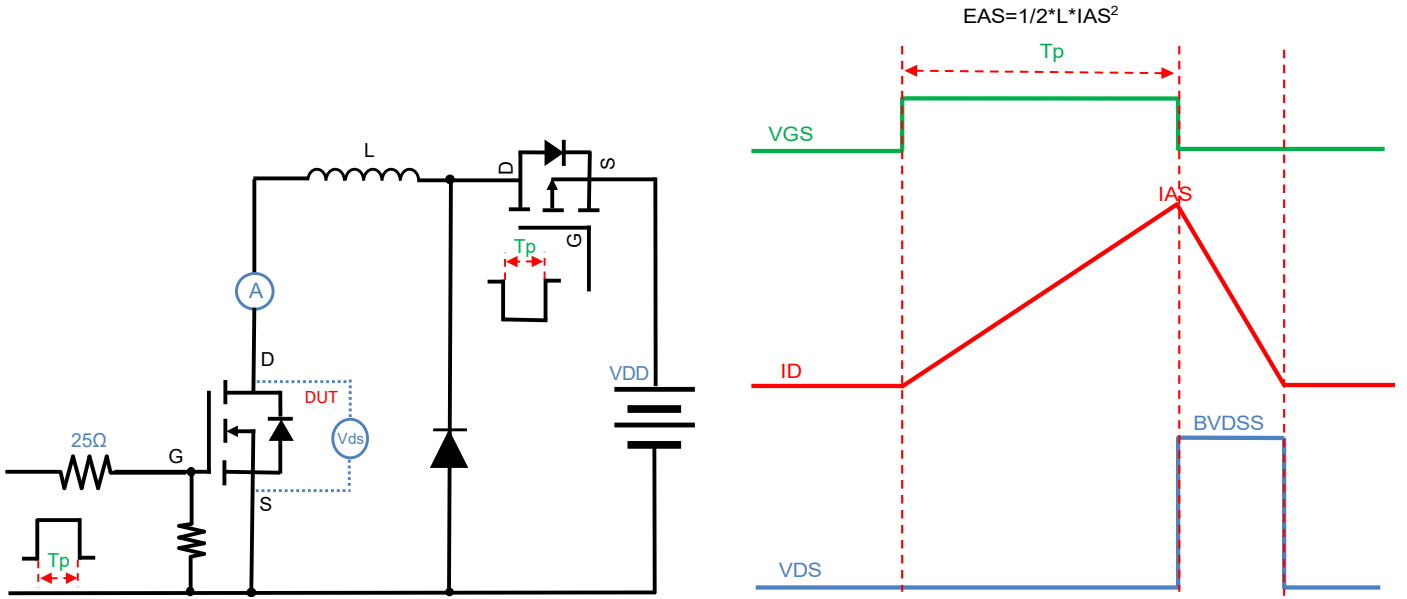 EAS=1/2*L*IAS²
Tp
VGS
L
D
S
G
Tp
IAS
A
D
VDD
ID
DUT
Vds
25Ω
G
BVDSS
S
Tp
VDS